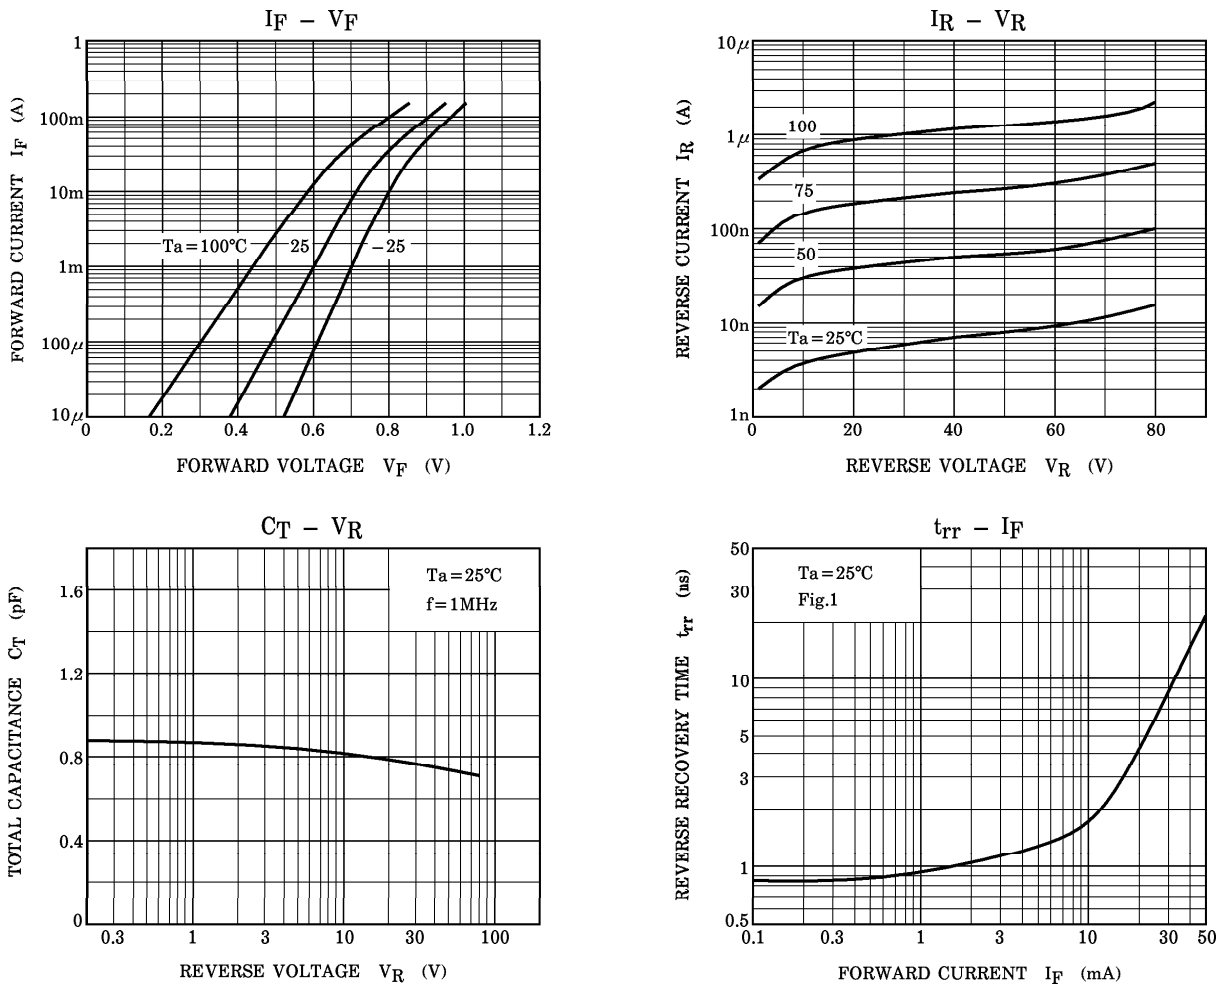 IF – VF
FORWARD CURRENT IF (A)
1
100m
10m
1m
100μ
10μ
Ta=100°C
25
−25
0
0.2
0.4
0.6
0.8
1.0
1.2
FORWARD VOLTAGE VF (V)
IR – VR
REVERSE CURRENT IR (A)
10μ
1μ
100n
10n
1n
100
75
50
Ta=25°C
0
20
40
60
80
REVERSE VOLTAGE VR (V)
CT – VR
TOTAL CAPACITANCE CT (pF)
1.6
1.2
0.8
0.4
0
Ta=25°C
f=1MHz
0.3
1
3
10
30
100
REVERSE VOLTAGE VR (V)
trr – IF
REVERSE RECOVERY TIME trr (ns)
50
30
10
5
3
1
0.5
Ta=25°C
Fig.1
0.1
0.3
1
3
10
30
50
FORWARD CURRENT IF (mA)